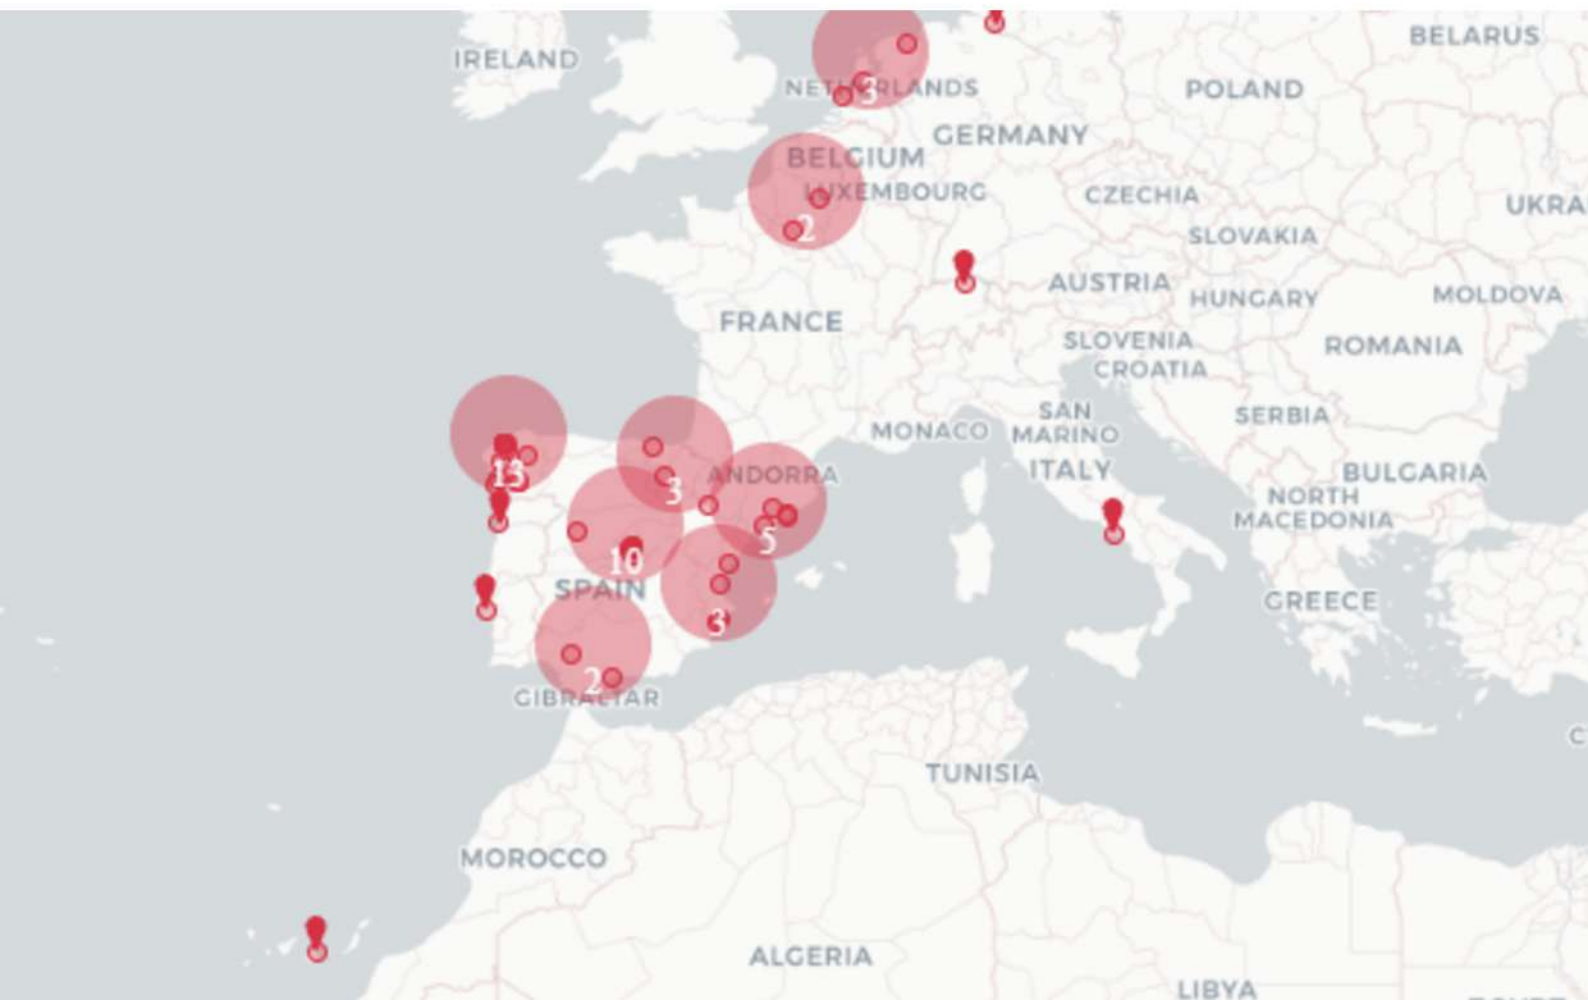 BELARUS
IRELAND
NETHERLANDS
3
POLAND
GERMANY
BELGIUM
LUXEMBOURG
CZECHIA
UKRA
2
SLOVAKIA
AUSTRIA
HUNGARY
MOLDOVA
FRANCE
SLOVENIA
ROMANIA
CROATIA
SAN
MARINO
SERBIA
MONACO
ITALY
ANDORRA
BULGARIA
13
3
NORTH
MACEDONIA
5
10
SPAIN
GREECE
3
2
GIBRALTAR
C
TUNISIA
MOROCCO
ALGERIA
LIBYA